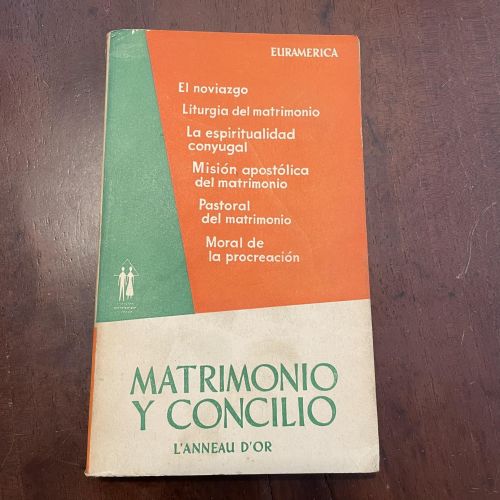 EURAMERICA
El noviazgo
Liturgia del matrimonio
La espiritualidad
conyugal
Misión apostólica
del matrimonio
Pastoral
del matrimonio
Moral de
la procreación
MATRIMONIO
Y CONCILIO
L'ANNEAU D'OR